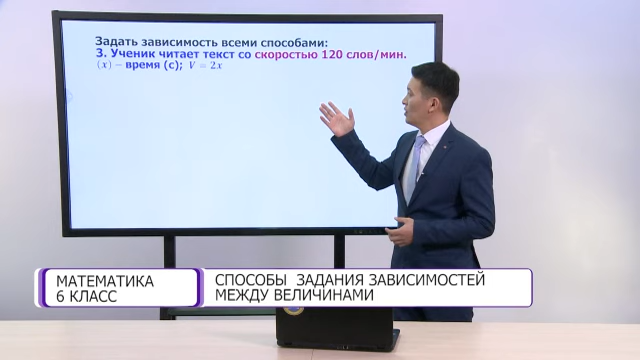 Задать зависимость всеми способами:
3. Ученик читает текст со скоростью 120 слов/мин.
(x) – время (с); V = 2x
МАТЕМАТИКА
6 КЛАСС
СПОСОБЫ ЗАДАНИЯ ЗАВИСИМОСТЕЙ
МЕЖДУ ВЕЛИЧИНАМИ